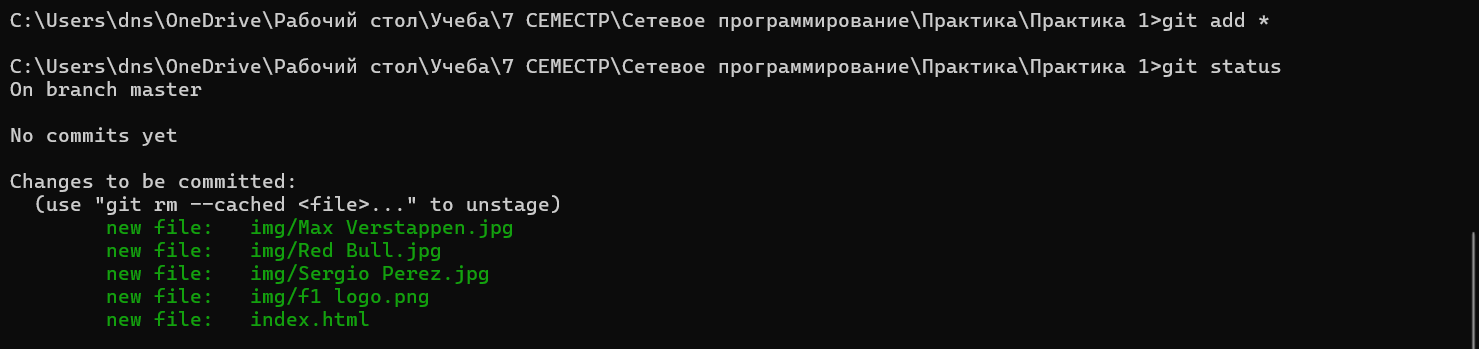 C:\Users\dns\OneDrive\Рабочий стол\Учеба\7 СЕМЕСТР\Сетевое программирование\Практика\Практика 1>git add *
C:\Users\dns\OneDrive\Рабочий стол\Учеба\7 СЕМЕСТР\Сетевое программирование\Практика\Практика 1>git status
On branch master
No commits yet
Changes to be committed:
  (use "git rm --cached <file>..." to unstage)
        new file:   img/Max Verstappen.jpg
        new file:   img/Red Bull.jpg
        new file:   img/Sergio Perez.jpg
        new file:   img/f1 logo.png
        new file:   index.html